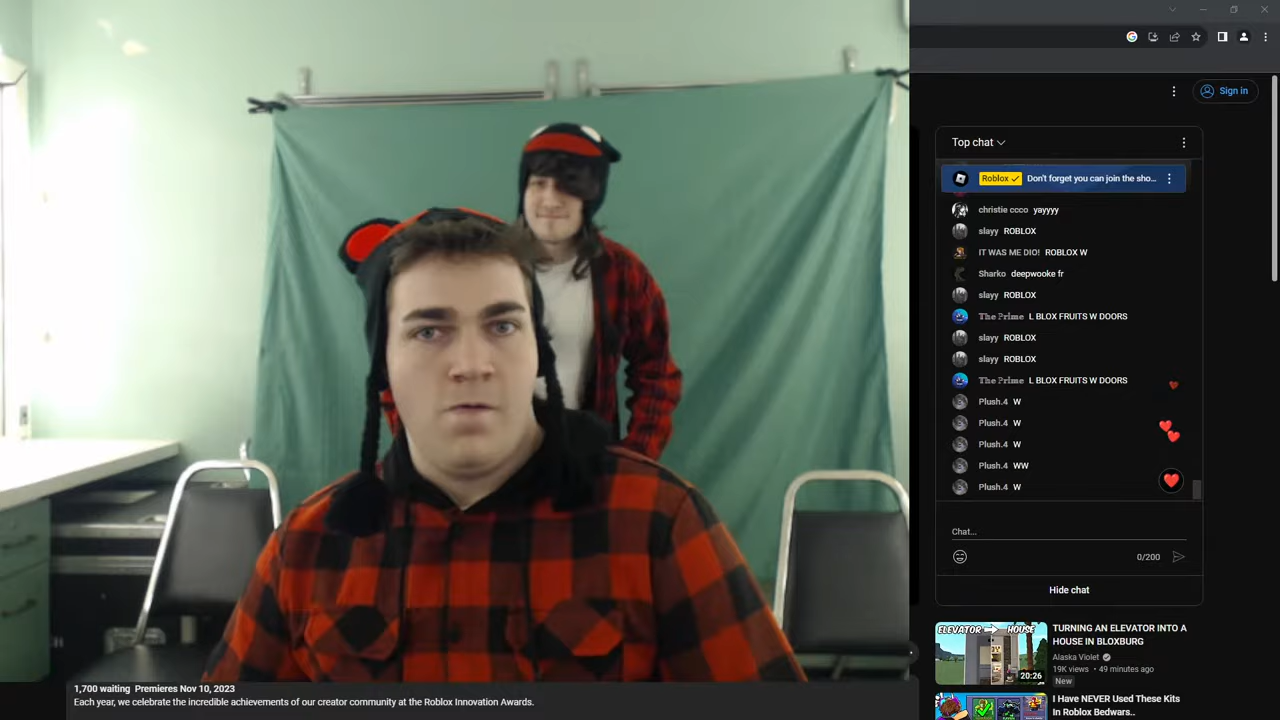 Sign in
Top chat
Roblox Don't forget you can join the sho...
christie ccco yayyyy
slayy ROBLOX
IT WAS ME DIO! ROBLOX W
Sharko deepwooke fr
slayy ROBLOX
The Prime L BLOX FRUITS W DOORS
slayy ROBLOX
slayy ROBLOX
The Prime L BLOX FRUITS W DOORS
Plush.4 W
Plush.4 W
Plush.4 W
Plush.4 WW
Plush.4 W
Chat...
0/200
Hide chat
ELEVATOR HOUSE
20:26
TURNING AN ELEVATOR INTO A
HOUSE IN BLOXBURG
Alaska Violet
19K views • 49 minutes ago
New
I Have NEVER Used These Kits
In Roblox Bedwars..
1,700 waiting Premieres Nov 10, 2023
Each year, we celebrate the incredible achievements of our creator community at the Roblox Innovation Awards.